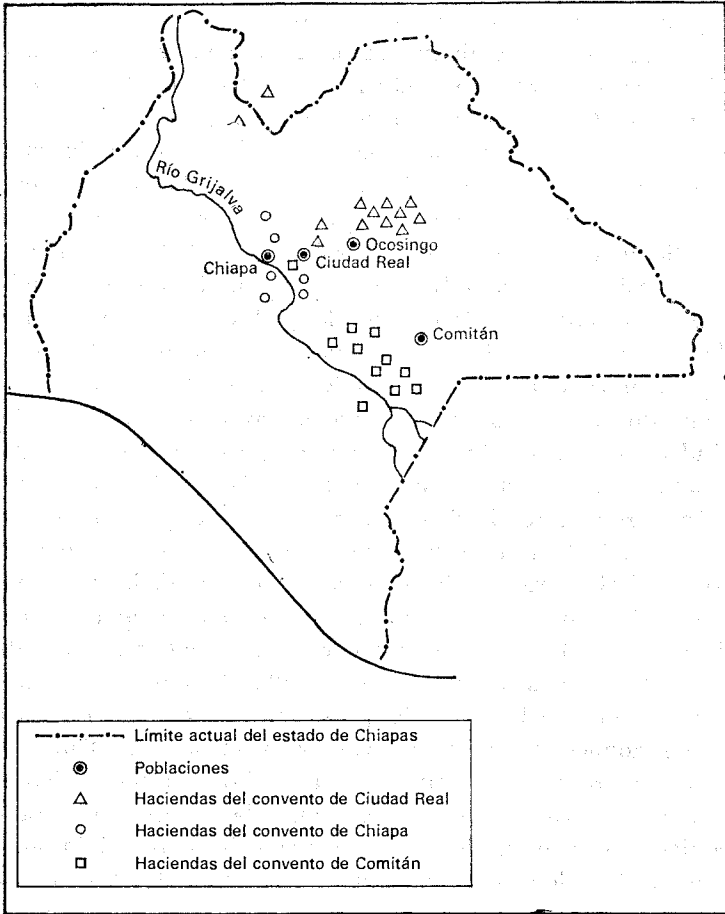 Río Grijalva
Ocosingo
Chiapa
Ciudad Real
Comitán
Límite actual del estado de Chiapas
Poblaciones
Haciendas del convento de Ciudad Real
Haciendas del convento de Chiapa
Haciendas del convento de Comitán